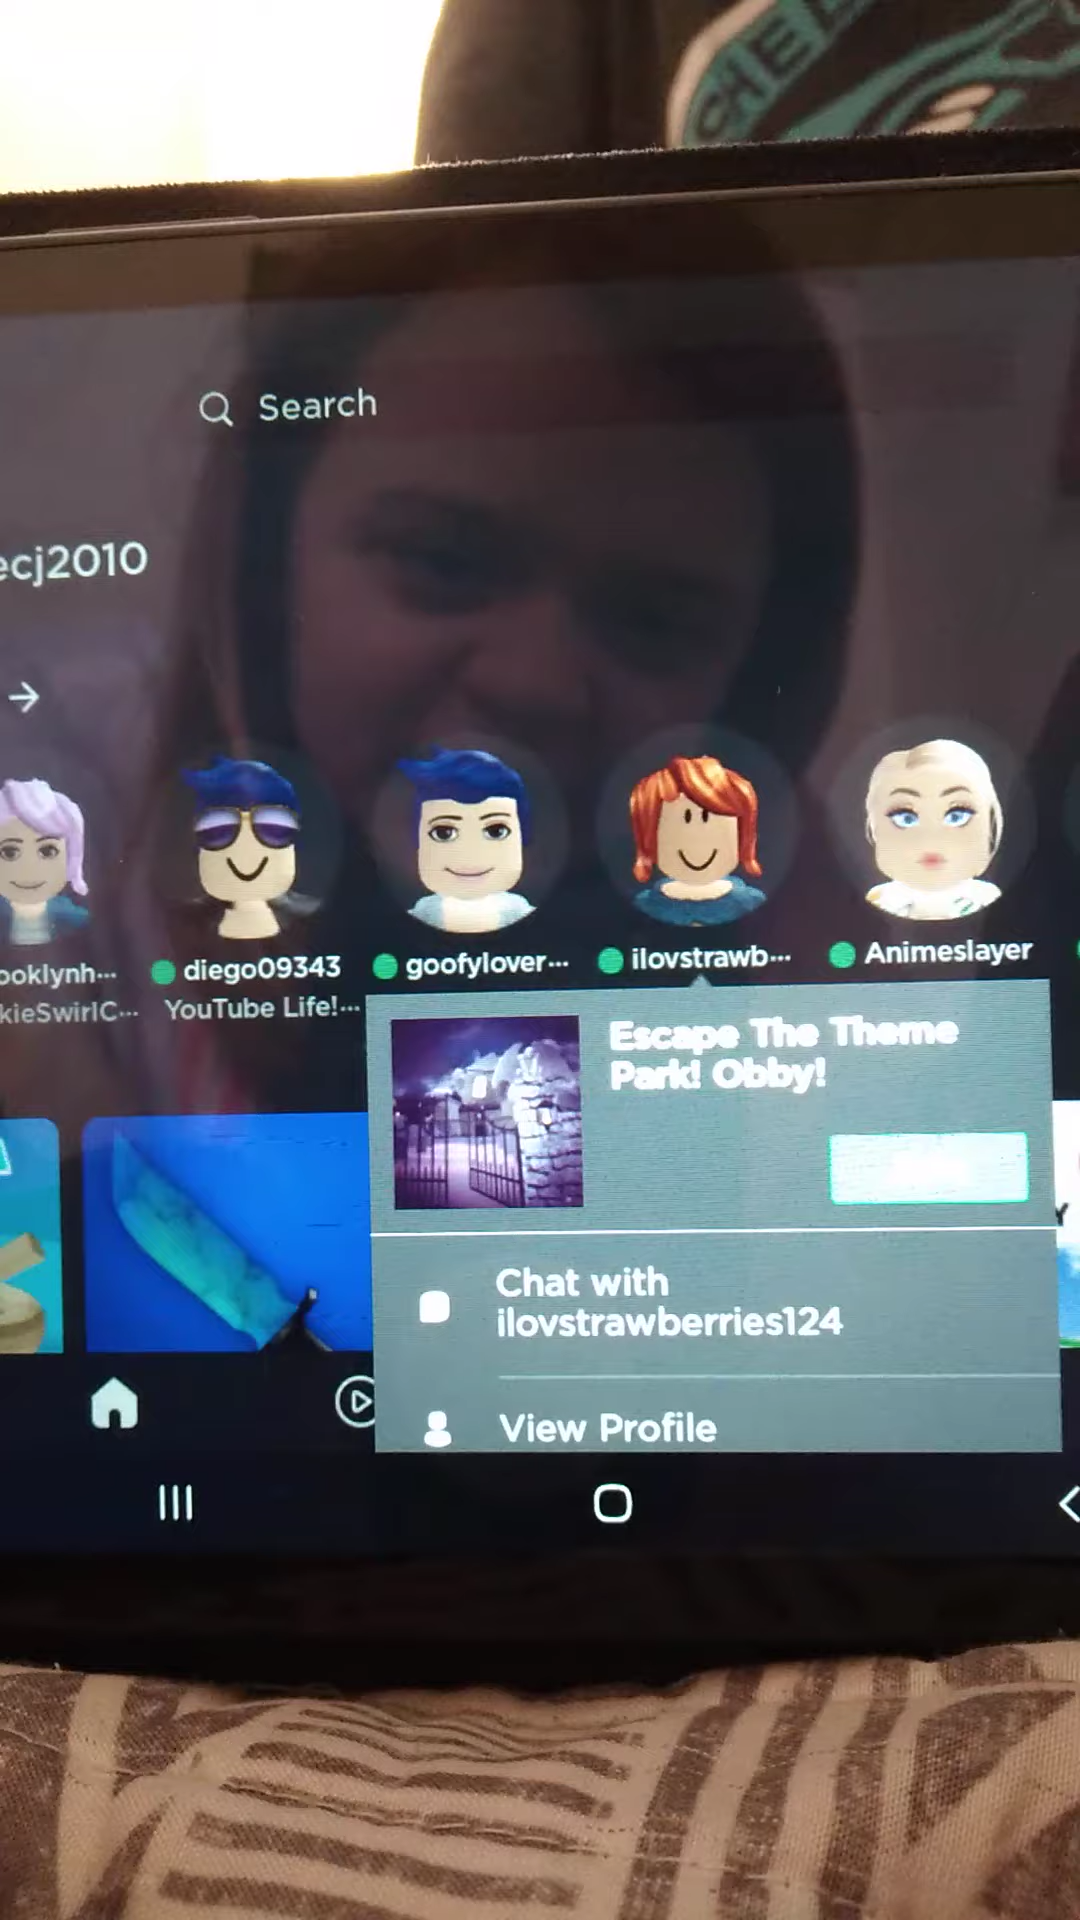 CHEL
Search
ecj2010
ooklynh...
diego09343
goofylover...
ilovstrawb...
Animeslayer
kieSwirlC...
YouTube Life!...
Escape The Theme
Park! Obby!
Chat with
ilovstrawberries124
View Profile